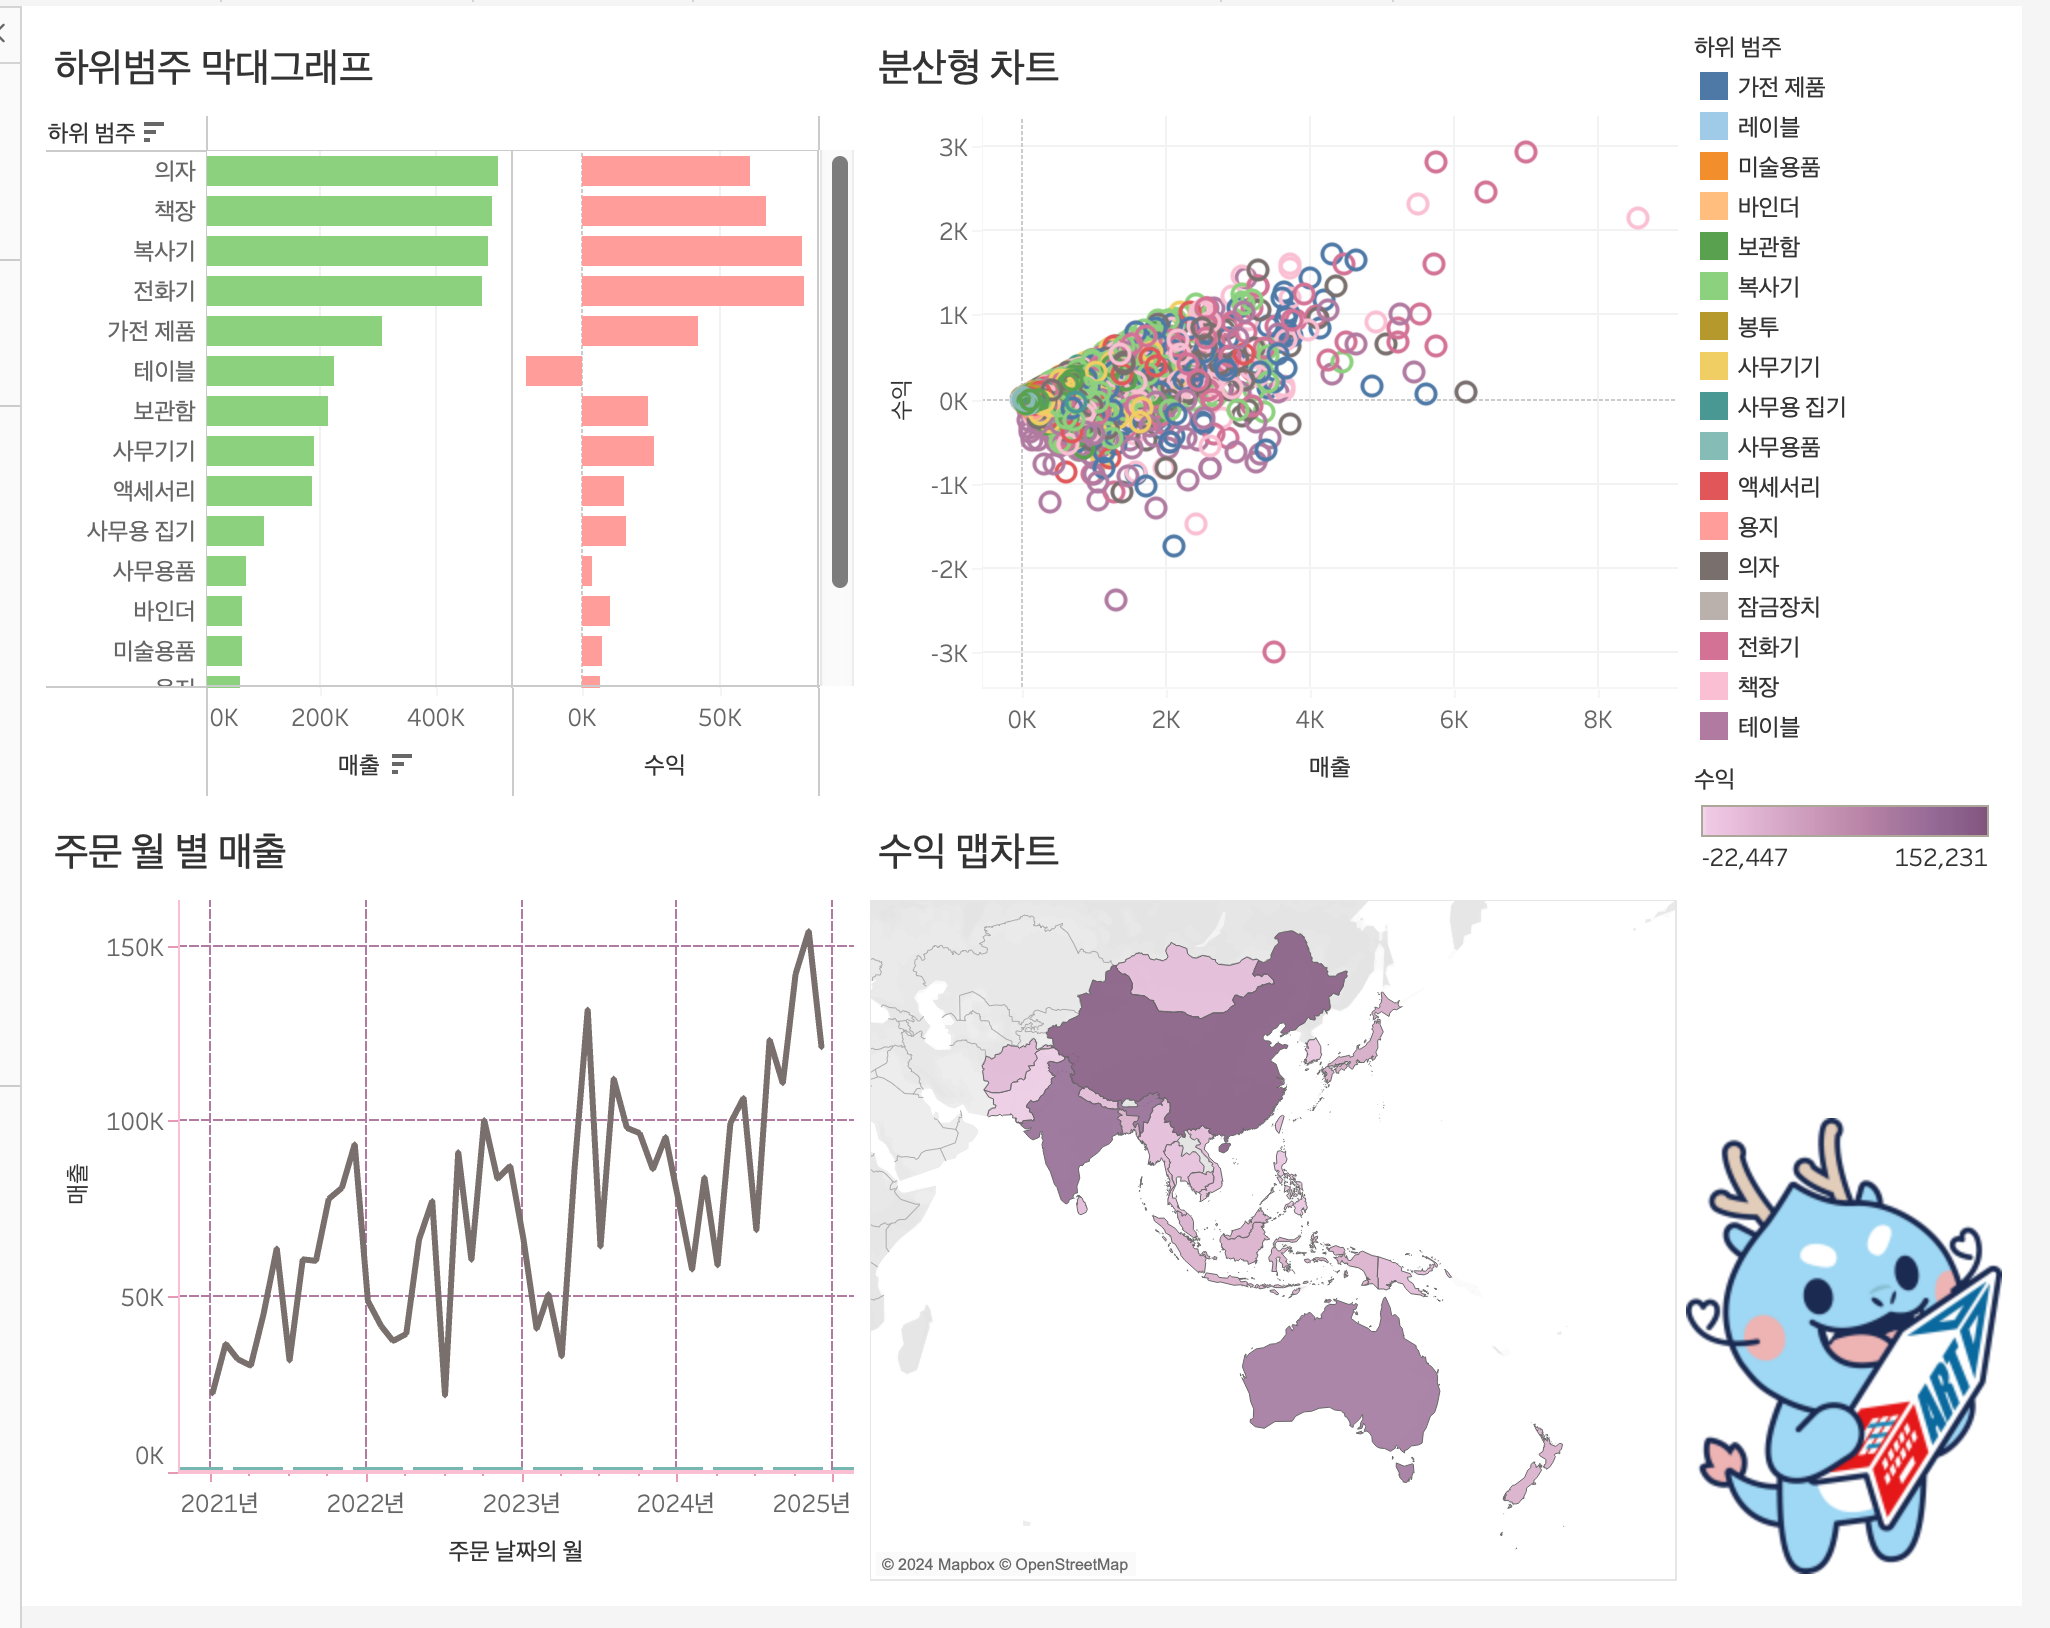 하위범주 막대그래프
하위 범주
의자
책장
복사기
전화기
가전 제품
테이블
보관함
사무기기
액세서리
사무용 집기
사무용품
바인더
미술용품
용지
0K 200K 400K 0K 50K
매출 수익
분산형 차트
3K
2K
1K
0K
-1K
-2K
-3K
수익
0K 2K 4K 6K 8K
매출
하위 범주
가전 제품
레이블
미술용품
바인더
보관함
복사기
봉투
사무기기
사무용 집기
사무용품
액세서리
용지
의자
잠금장치
전화기
책장
테이블
수익
-22,447 152,231
주문 월 별 매출
150K
100K
50K
0K
매출
2021년 2022년 2023년 2024년 2025년
주문 날짜의 월
수익 맵차트
© 2024 Mapbox © OpenStreetMap
ART